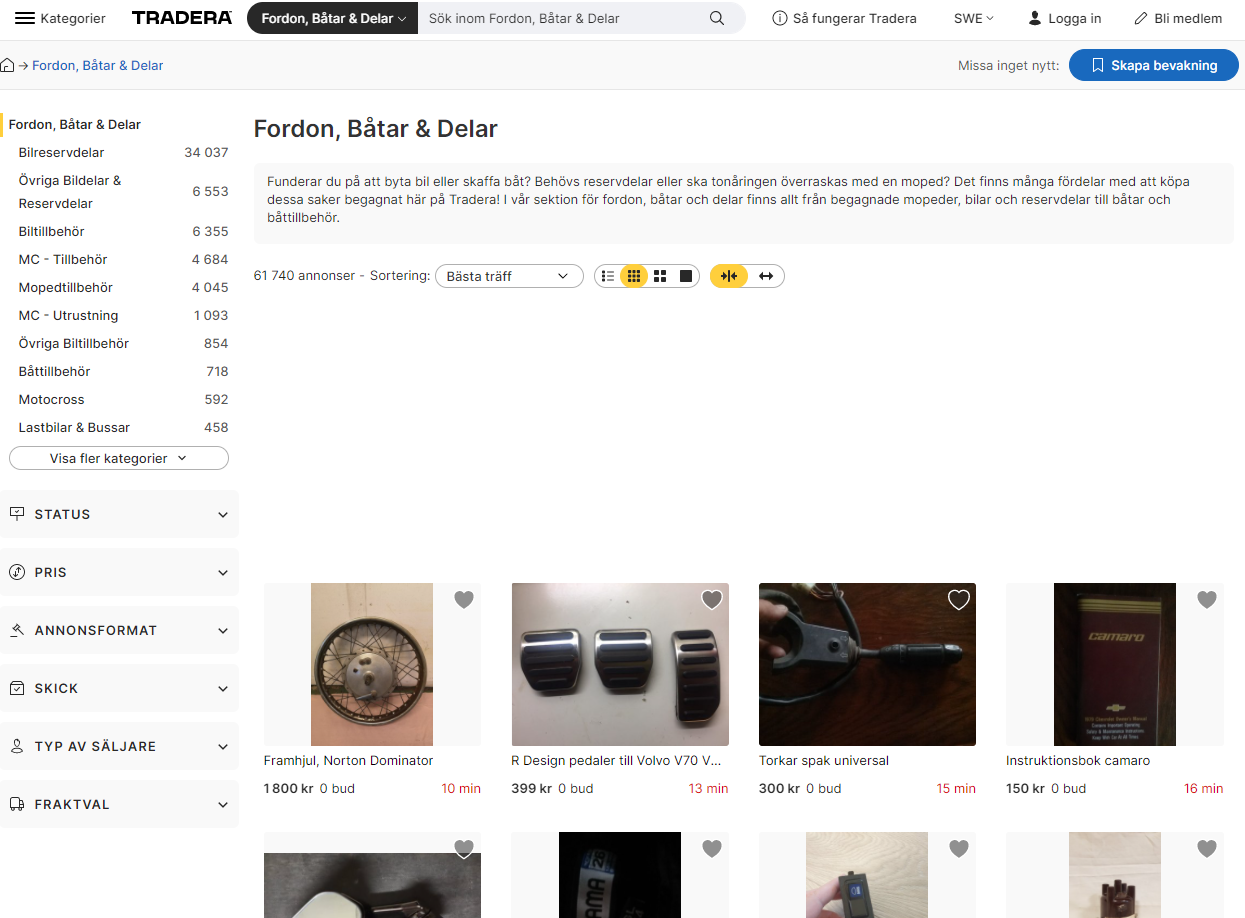 Kategorier
TRADERA
Fordon, Båtar & Delar
Sök inom Fordon, Båtar & Delar
Så fungerar Tradera
SWE
Logga in
Bli medlem
Fordon, Båtar & Delar
Missa inget nytt:
Skapa bevakning
Fordon, Båtar & Delar
Bilreservdelar 34 037
Övriga Bildelar &
Reservdelar 6 553
Biltillbehör 6 355
MC - Tillbehör 4 684
Mopedtillbehör 4 045
MC - Utrustning 1 093
Övriga Biltillbehör 854
Båttillbehör 718
Motocross 592
Lastbilar & Bussar 458
Visa fler kategorier
STATUS
PRIS
ANNONSFORMAT
SKICK
TYP AV SÄLJARE
FRAKTVAL
Fordon, Båtar & Delar
Funderar du på att byta bil eller skaffa båt? Behövs reservdelar eller ska tonåringen överraskas med en moped? Det finns många fördelar med att köpa
dessa saker begagnat här på Tradera! I vår sektion för fordon, båtar och delar finns allt från begagnade mopeder, bilar och reservdelar till båtar och
båttillbehör.
61 740 annonser - Sortering: Bästa träff
camaro
Framhjul, Norton Dominator
1 800 kr 0 bud 10 min
R Design pedaler till Volvo V70 V...
399 kr 0 bud 13 min
Torkar spak universal
300 kr 0 bud 15 min
Instruktionsbok camaro
150 kr 0 bud 16 min